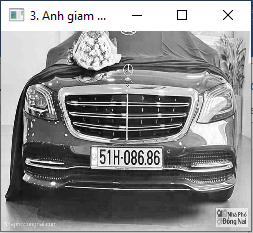 3. Anh giam ...
51H-086.86
Nhà Phố
Đồng Nai